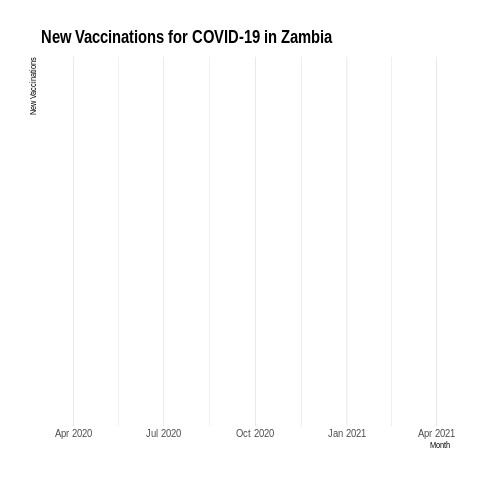 New Vaccinations for COVID-19 in Zambia
New Vaccinations
Apr 2020 Jul 2020 Oct 2020 Jan 2021 Apr 2021
Month